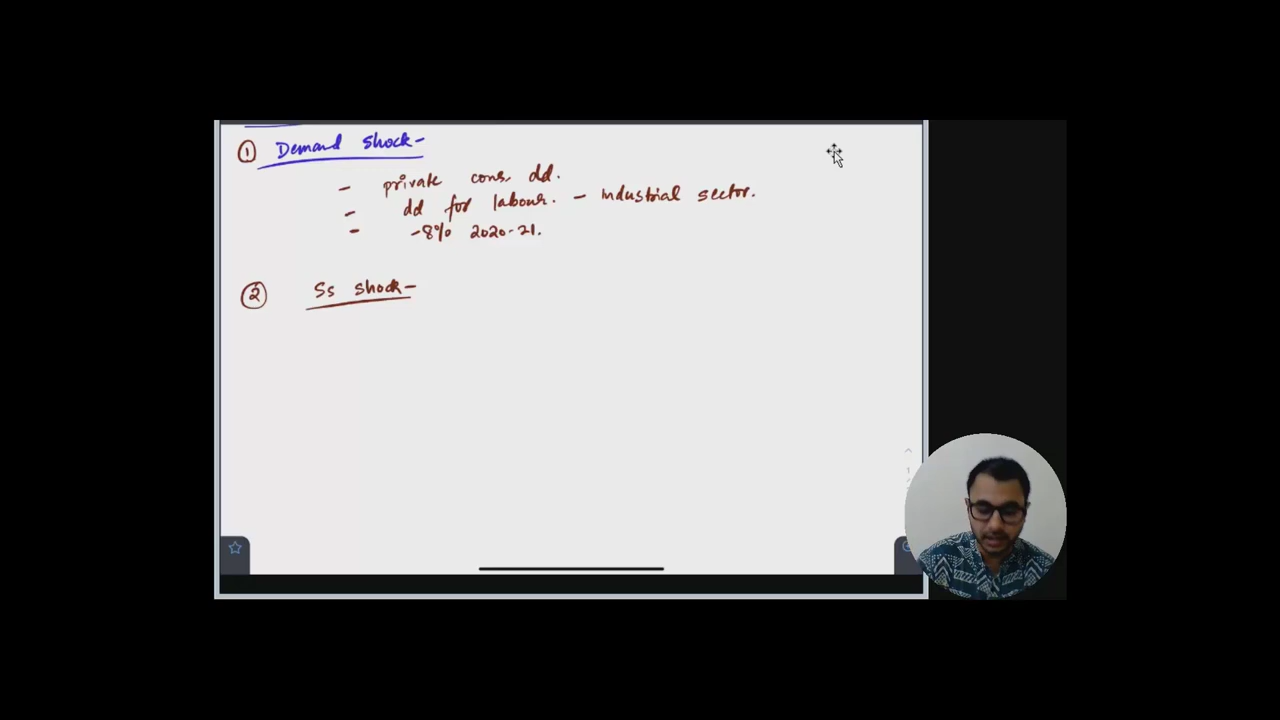 ① Demand Shock-
- private cons. dd.
- dd for labour. - Industrial sector.
- -8% 2020-21.
② Ss shock-